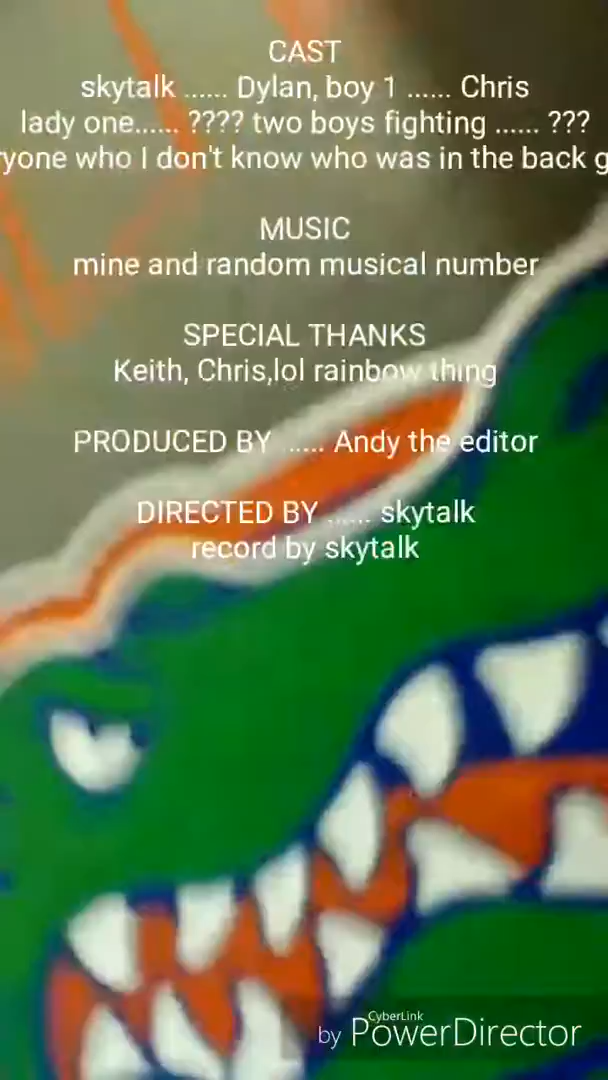 CAST
skytalk ...... Dylan, boy 1 ...... Chris
lady one...... ???? two boys fighting ...... ???
ryone who I don't know who was in the back g
MUSIC
mine and random musical number
SPECIAL THANKS
Keith, Chris,lol rainbow thing
PRODUCED BY ...... Andy the editor
DIRECTED BY ...... skytalk
record by skytalk
by CyberLink PowerDirector